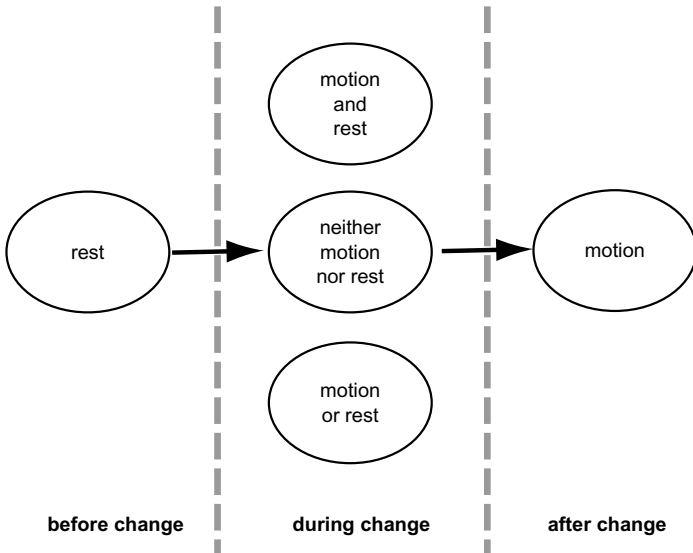 motion
and
rest
rest
neither
motion
nor rest
motion
motion
or rest
before change
during change
after change